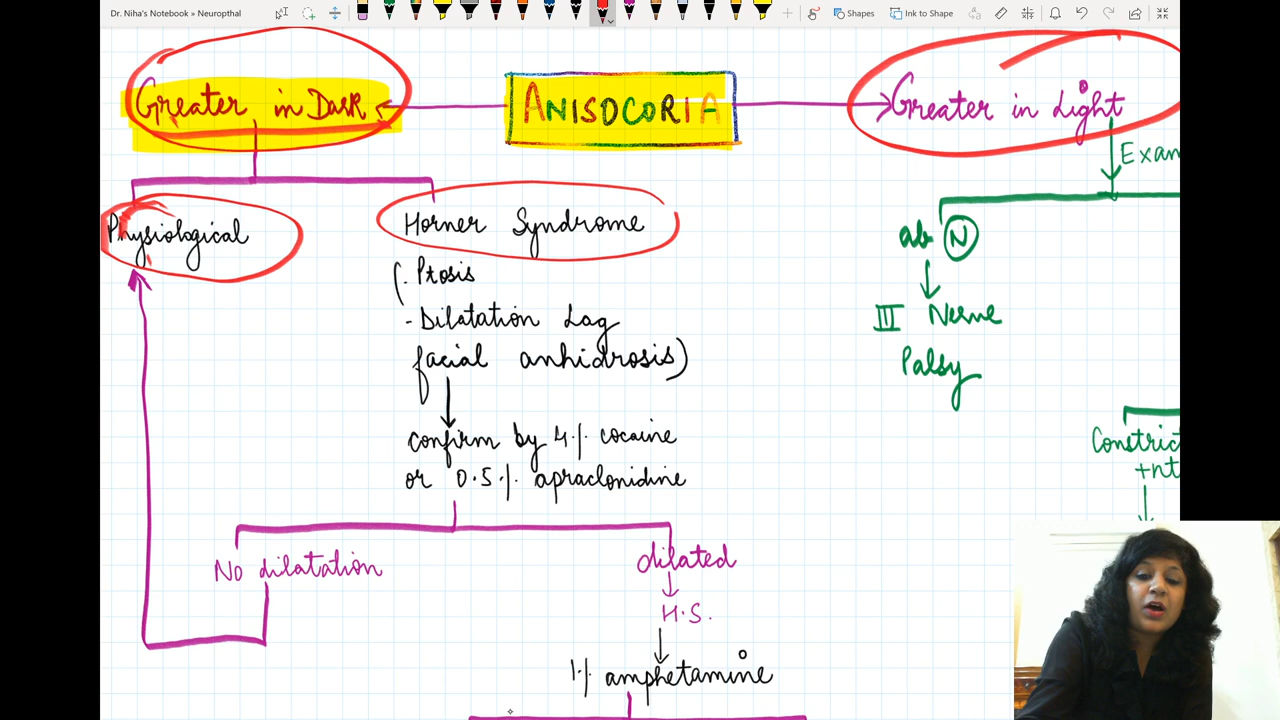 Dr. Niha's Notebook » Neuropthal
Shapes
Ink to Shape
Greater in Dark
ANISOCORIA
Greater in Light
Exam
Physiological
Horner Syndrome
(. Ptosis
- Dilatation Lag
facial anhidrosis)
confirm by 4% cocaine
or 0.5% apraclonidine
No dilatation
dilated
H.S.
1% amphetamine
ab N
III Nerve
Palsy
Constrict
+nt